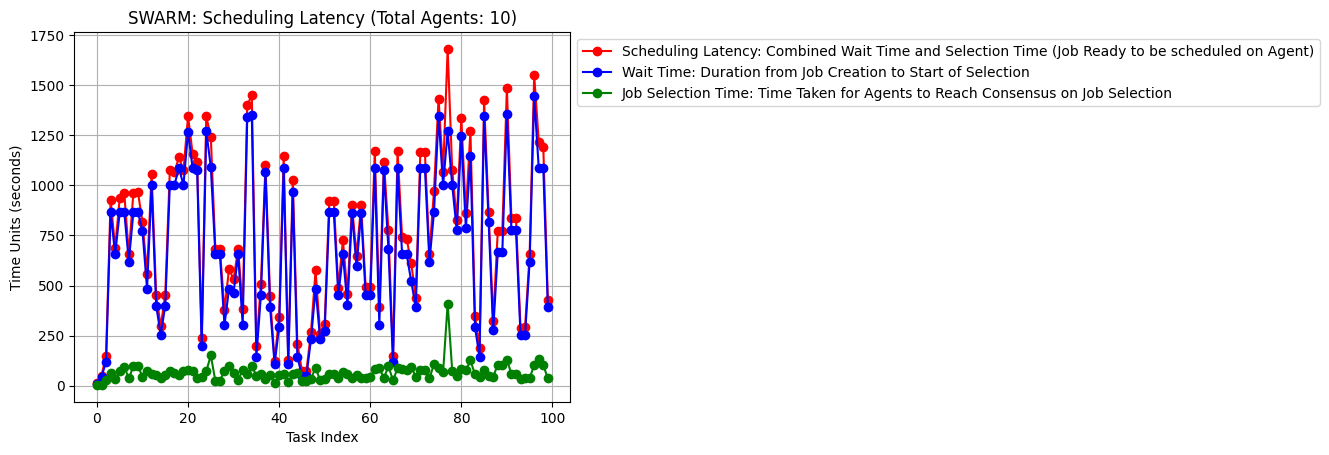 SWARM: Scheduling Latency (Total Agents: 10)
1750
1500
1250
1000
750
500
250
0
Time Units (seconds)
0 20 40 60 80 100
Task Index
Scheduling Latency: Combined Wait Time and Selection Time (Job Ready to be scheduled on Agent)
Wait Time: Duration from Job Creation to Start of Selection
Job Selection Time: Time Taken for Agents to Reach Consensus on Job Selection